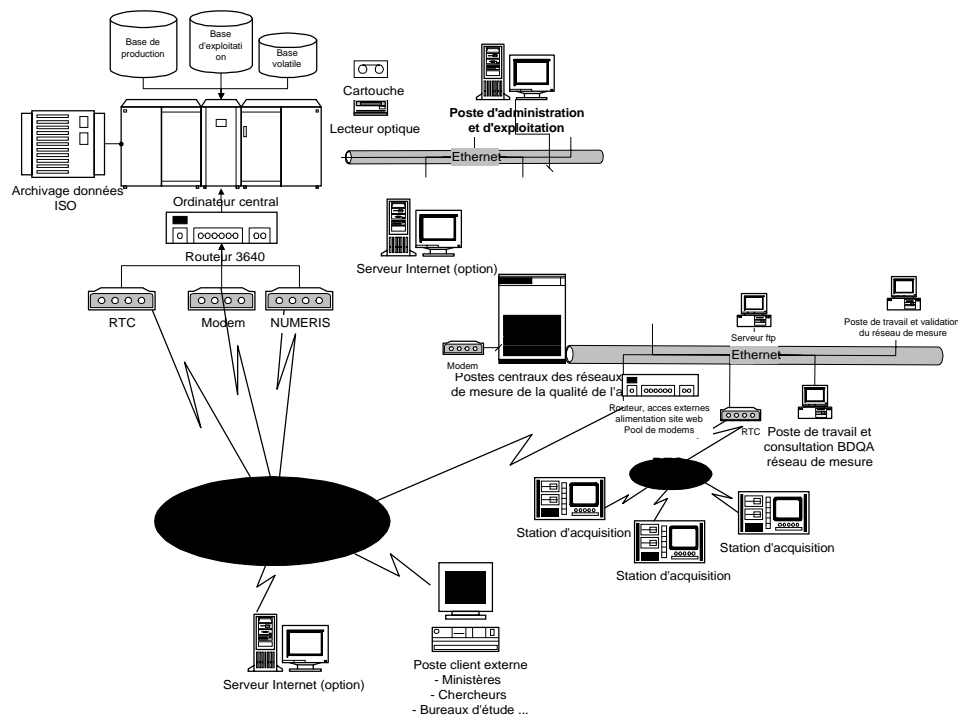 Base de
production
Base
d'exploitati
on
Base
volatile
Cartouche
Lecteur optique
Poste d'administration
et d'exploitation
Ethernet
Archivage données
ISO
Ordinateur central
Routeur 3640
Serveur Internet (option)
RTC
Modem
NUMERIS
Modem
Postes centraux des réseaux
de mesure de la qualité de l'a
Serveur ftp
Ethernet
Poste de travail et validation
du réseau de mesure
Routeur, acces externes
alimentation site web
Pool de modems
RTC
Poste de travail et
consultation BDQA
réseau de mesure
Station d'acquisition
Station d'acquisition
Station d'acquisition
Serveur Internet (option)
Poste client externe
- Ministères
- Chercheurs
- Bureaux d'étude ...